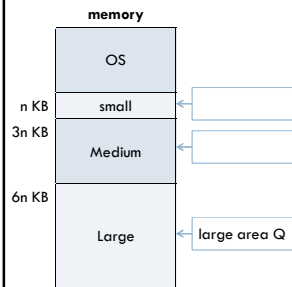 memory
OS
n KB
small
3n KB
Medium
6n KB
Large
large area Q